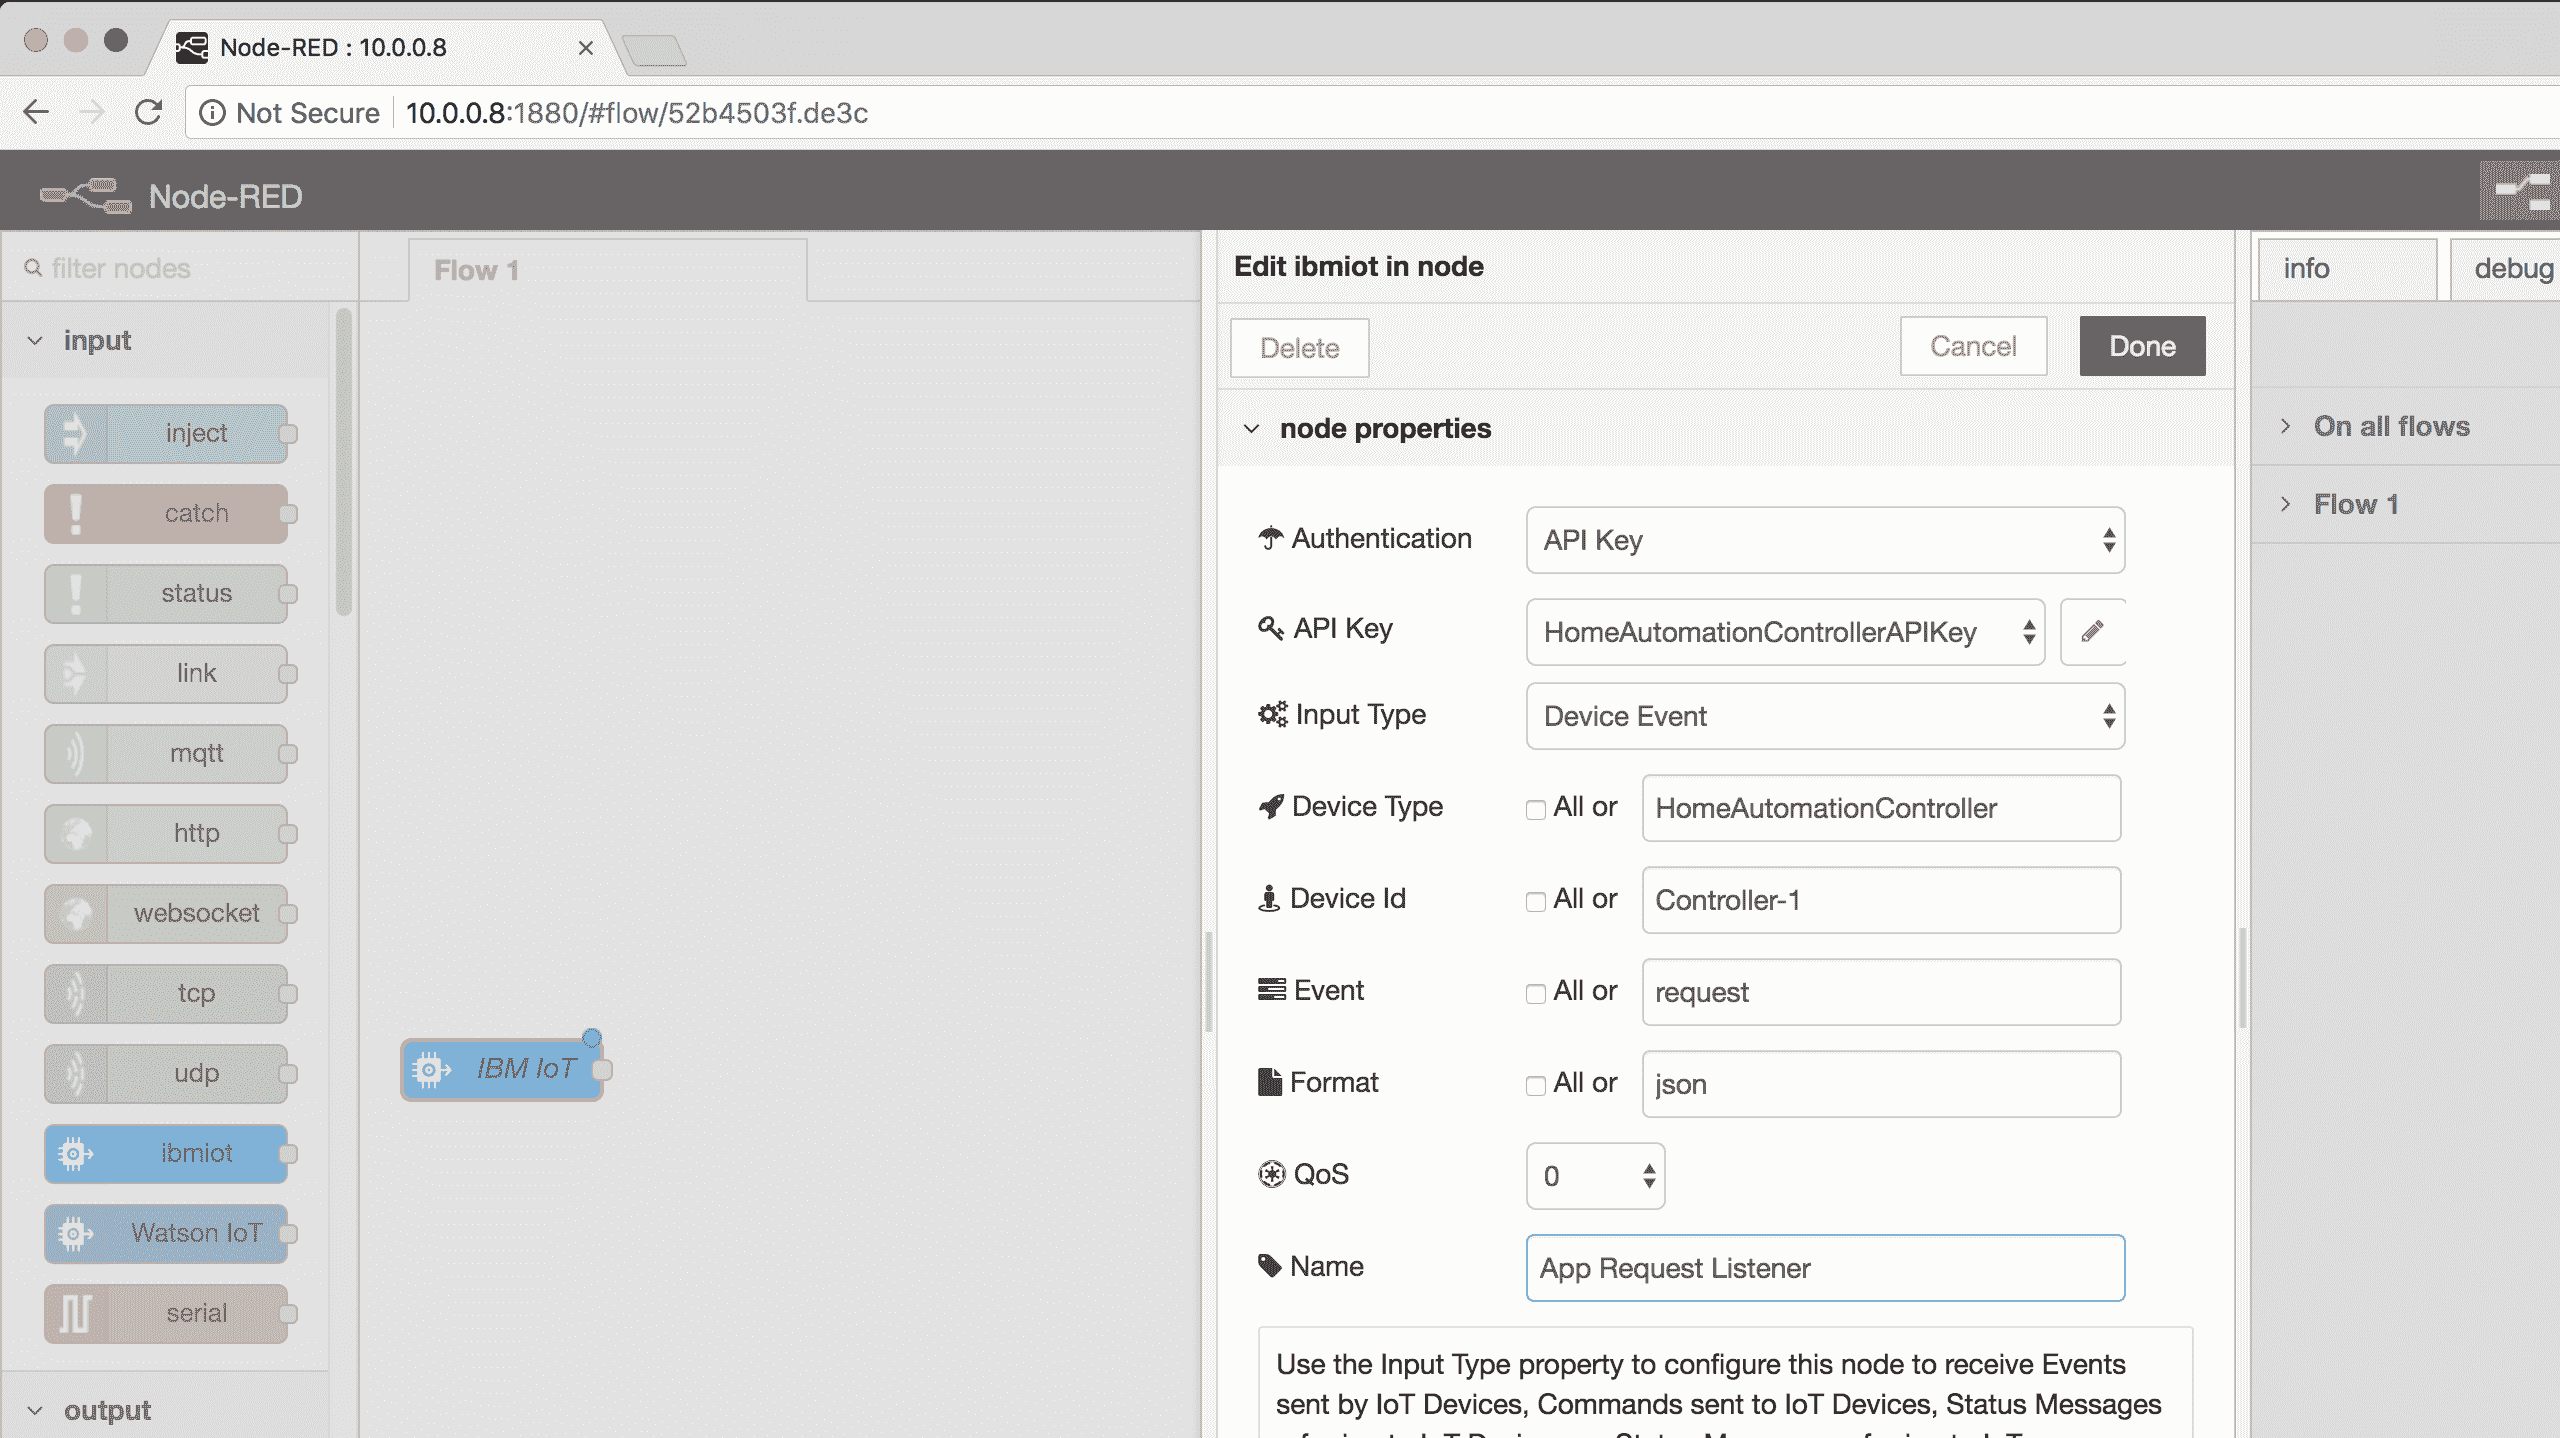 Node-RED : 10.0.0.8
Not Secure 10.0.0.8:1880/#flow/52b4503f.de3c
Node-RED
filter nodes
input
inject
catch
status
link
mqtt
http
websocket
tcp
udp
ibmiot
Watson IoT
serial
output
Flow 1
IBM IoT
Edit ibmiot in node
Delete
Cancel
Done
node properties
Authentication API Key
API Key HomeAutomationControllerAPIKey
Input Type Device Event
Device Type All or HomeAutomationController
Device Id All or Controller-1
Event All or request
Format All or json
QoS 0
Name App Request Listener
Use the Input Type property to configure this node to receive Events
sent by IoT Devices, Commands sent to IoT Devices, Status Messages
info
debug
On all flows
Flow 1